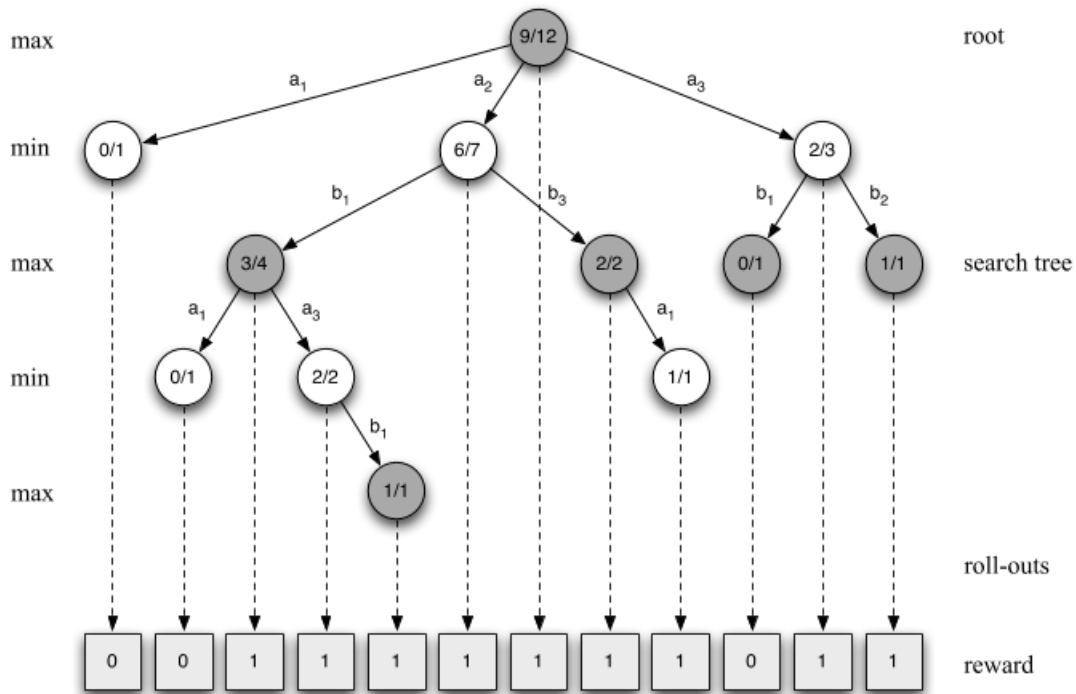 max 9/12 root
a1 a2 a3
min 0/1 6/7 2/3
b1 b3 b1 b2
max 3/4 2/2 0/1 1/1 search tree
a1 a3 a1
min 0/1 2/2 1/1
b1
max 1/1
roll-outs
0 0 1 1 1 1 1 1 1 0 1 1 reward